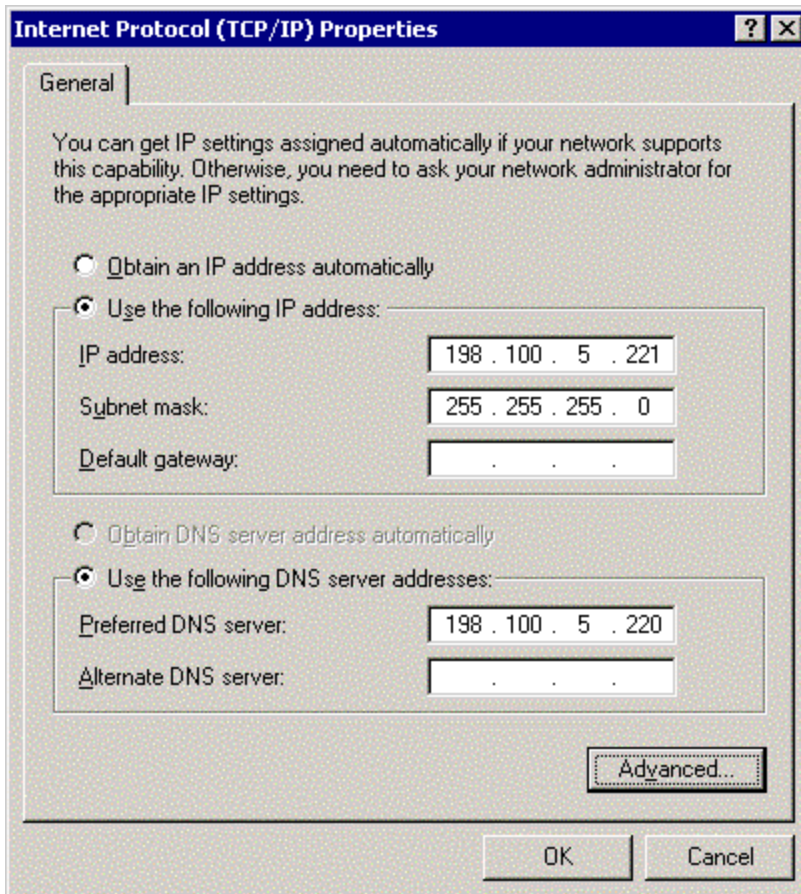 Internet Protocol (TCP/IP) Properties
General
You can get IP settings assigned automatically if your network supports
this capability. Otherwise, you need to ask your network administrator for
the appropriate IP settings.
Obtain an IP address automatically
Use the following IP address:
IP address: 198 . 100 . 5 . 221
Subnet mask: 255 . 255 . 255 . 0
Default gateway: . . .
Obtain DNS server address automatically
Use the following DNS server addresses:
Preferred DNS server: 198 . 100 . 5 . 220
Alternate DNS server: . . .
Advanced...
OK Cancel